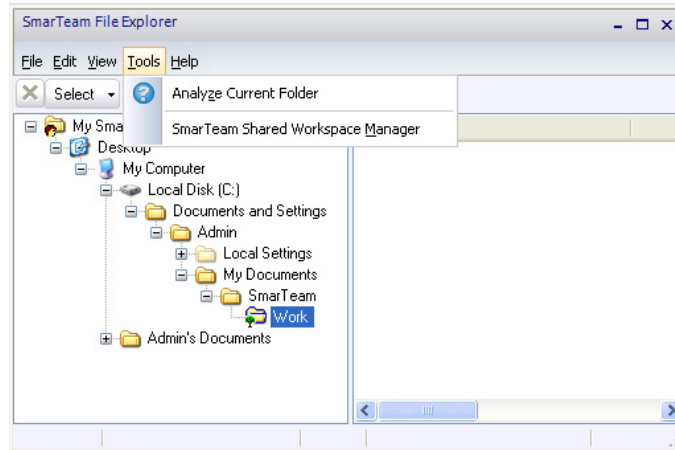 SmarTeam File Explorer
File Edit View Tools Help
Select
Analyze Current Folder
SmarTeam Shared Workspace Manager
My Sma
Desktop
My Computer
Local Disk (C:)
Documents and Settings
Admin
Local Settings
My Documents
SmarTeam
Work
Admin's Documents